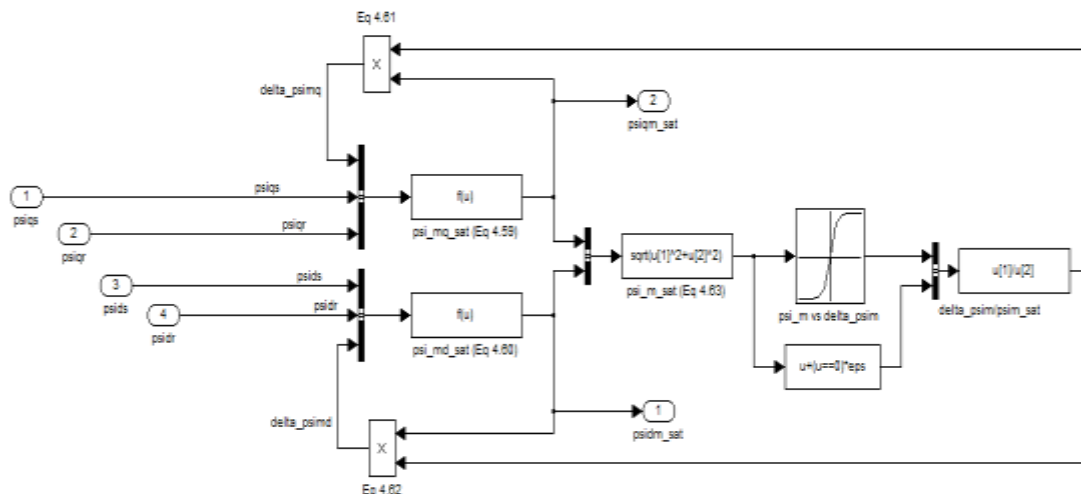 Eq 4.61
X
delta_psimq
2
psiqm_sat
1
psiqs
psiqs
f(u)
psi_mq_sat (Eq 4.59)
2
psiqr
psiqr
sqrt(u[1]^2+u[2]^2)
psi_m_sat (Eq 4.63)
psi_m vs delta_psim
u[1]/u[2]
delta_psim/psim_sat
3
psids
psids
4
psidr
psidr
f(u)
psi_md_sat (Eq 4.60)
u+(u==0)*eps
delta_psimd
1
psidm_sat
X
Eq 4.62